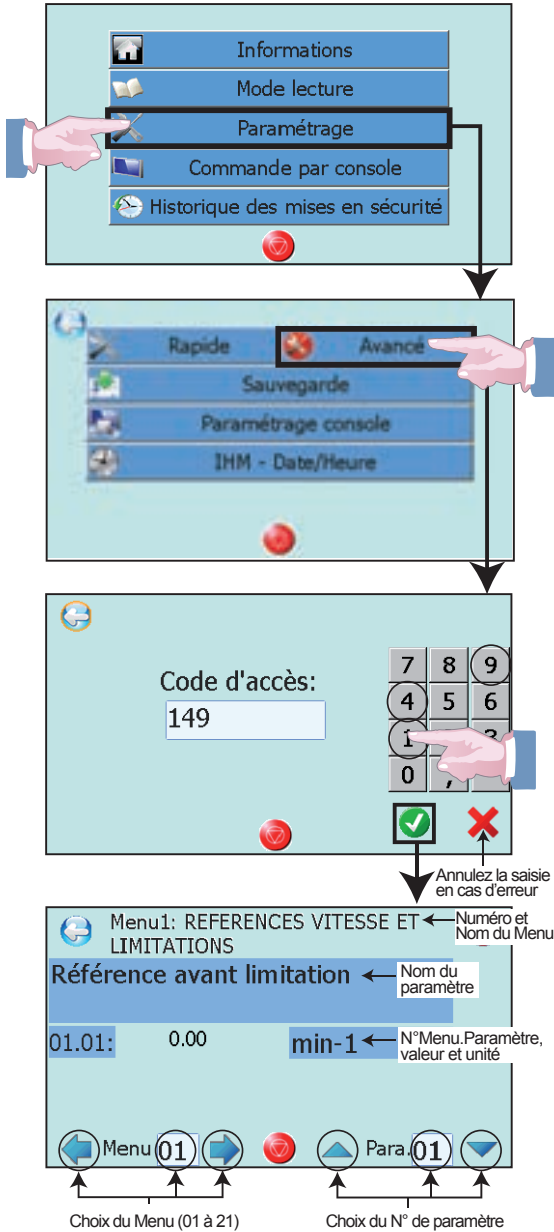 Informations
Mode lecture
Paramétrage
Commande par console
Historique des mises en sécurité
Rapide
Avancé
Sauvegarde
Paramétrage console
IHM - Date/Heure
Code d'accès:
149
7 8 9
4 5 6
1 3
0 ,
Annulez la saisie
en cas d'erreur
Menu1: REFERENCES VITESSE ET
LIMITATIONS
Numéro et
Nom du Menu
Référence avant limitation
Nom du
paramètre
01.01: 0.00 min-1
N°Menu.Paramètre,
valeur et unité
Menu 01
Para. 01
Choix du Menu (01 à 21)
Choix du N° de paramètre